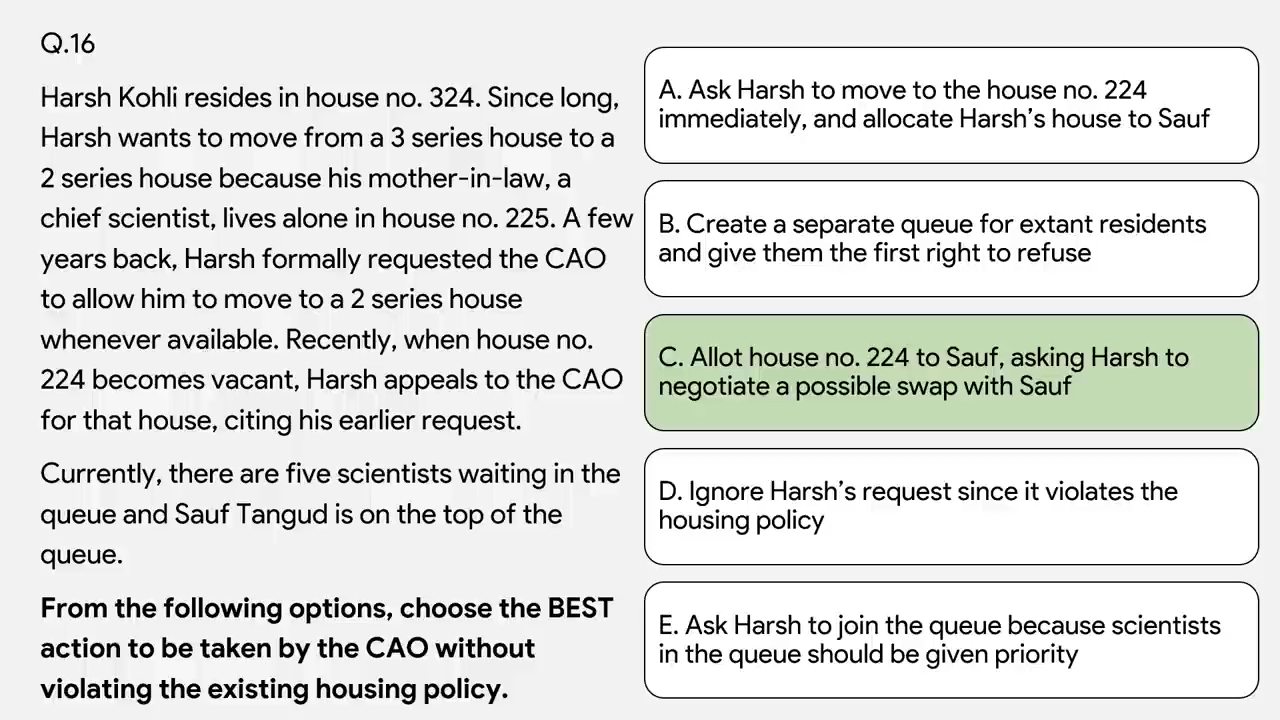 Q.16
Harsh Kohli resides in house no. 324. Since long,
Harsh wants to move from a 3 series house to a
2 series house because his mother-in-law, a
chief scientist, lives alone in house no. 225. A few
years back, Harsh formally requested the CAO
to allow him to move to a 2 series house
whenever available. Recently, when house no.
224 becomes vacant, Harsh appeals to the CAO
for that house, citing his earlier request.
Currently, there are five scientists waiting in the
queue and Sauf Tangud is on the top of the
queue.
From the following options, choose the BEST
action to be taken by the CAO without
violating the existing housing policy.
A. Ask Harsh to move to the house no. 224
immediately, and allocate Harsh's house to Sauf
B. Create a separate queue for extant residents
and give them the first right to refuse
C. Allot house no. 224 to Sauf, asking Harsh to
negotiate a possible swap with Sauf
D. Ignore Harsh's request since it violates the
housing policy
E. Ask Harsh to join the queue because scientists
in the queue should be given priority